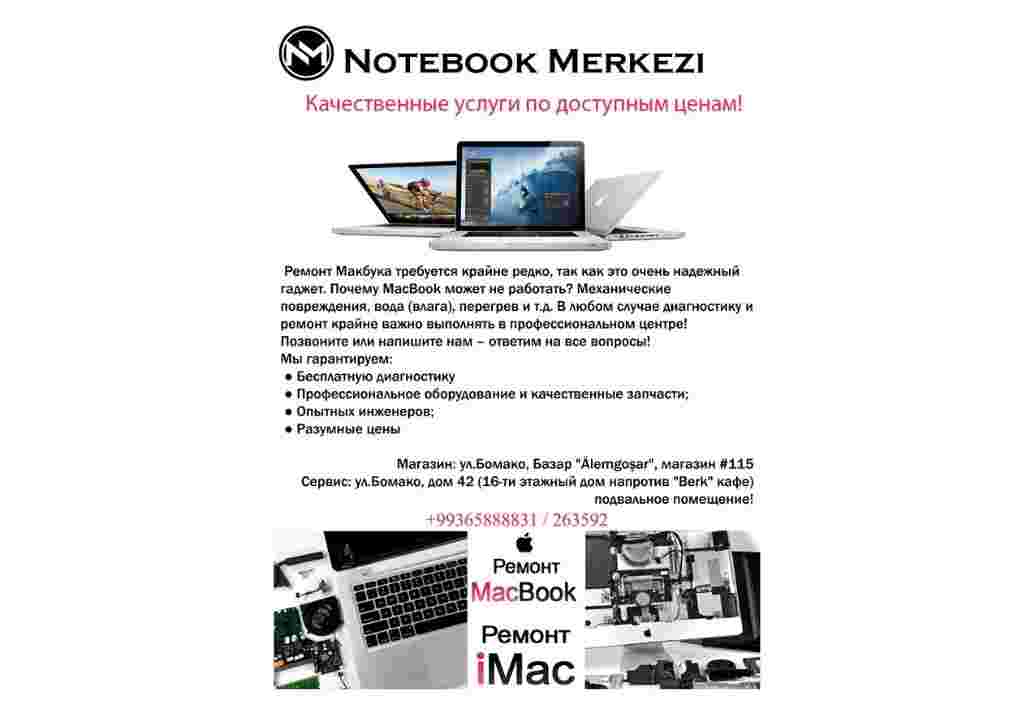 NM NOTEBOOK MERKEZI
Качественные услуги по доступным ценам!
Ремонт Макбука требуется крайне редко, так как это очень надежный
гаджет. Почему MacBook может не работать? Механические
повреждения, вода (влага), перегрев и т.д. В любом случае диагностику и
ремонт крайне важно выполнять в профессиональном центре!
Позвоните или напишите нам – ответим на все вопросы!
Мы гарантируем:
● Бесплатную диагностику
● Профессиональное оборудование и качественные запчасти;
● Опытных инженеров;
● Разумные цены
Магазин: ул.Бомако, Базар "Älemgoşar", магазин #115
Сервис: ул.Бомако, дом 42 (16-ти этажный дом напротив "Berk" кафе)
подвальное помещение!
+99365888831 / 263592
Ремонт
MacBook
Ремонт
iMac